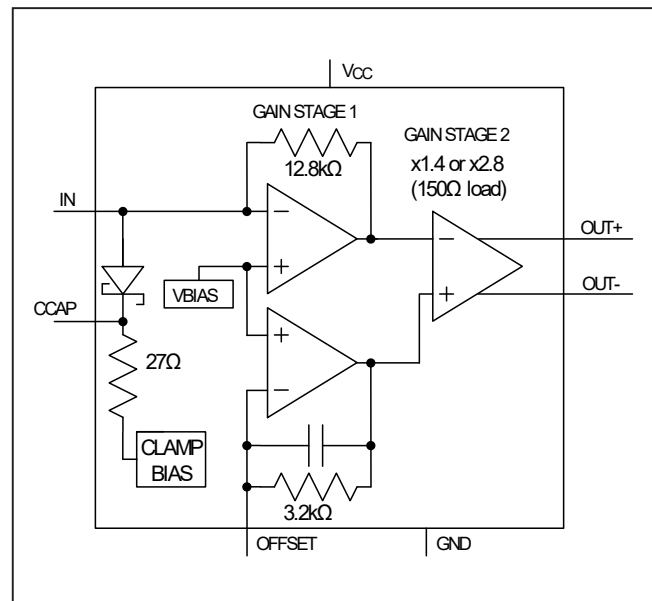 VCC
GAIN STAGE 1
12.8kΩ
GAIN STAGE 2
x1.4 or x2.8
(150Ω load)
IN
−
+
VBIAS
−
+
OUT+
OUT-
CCAP
27Ω
+
−
CLAMP
BIAS
3.2kΩ
OFFSET
GND